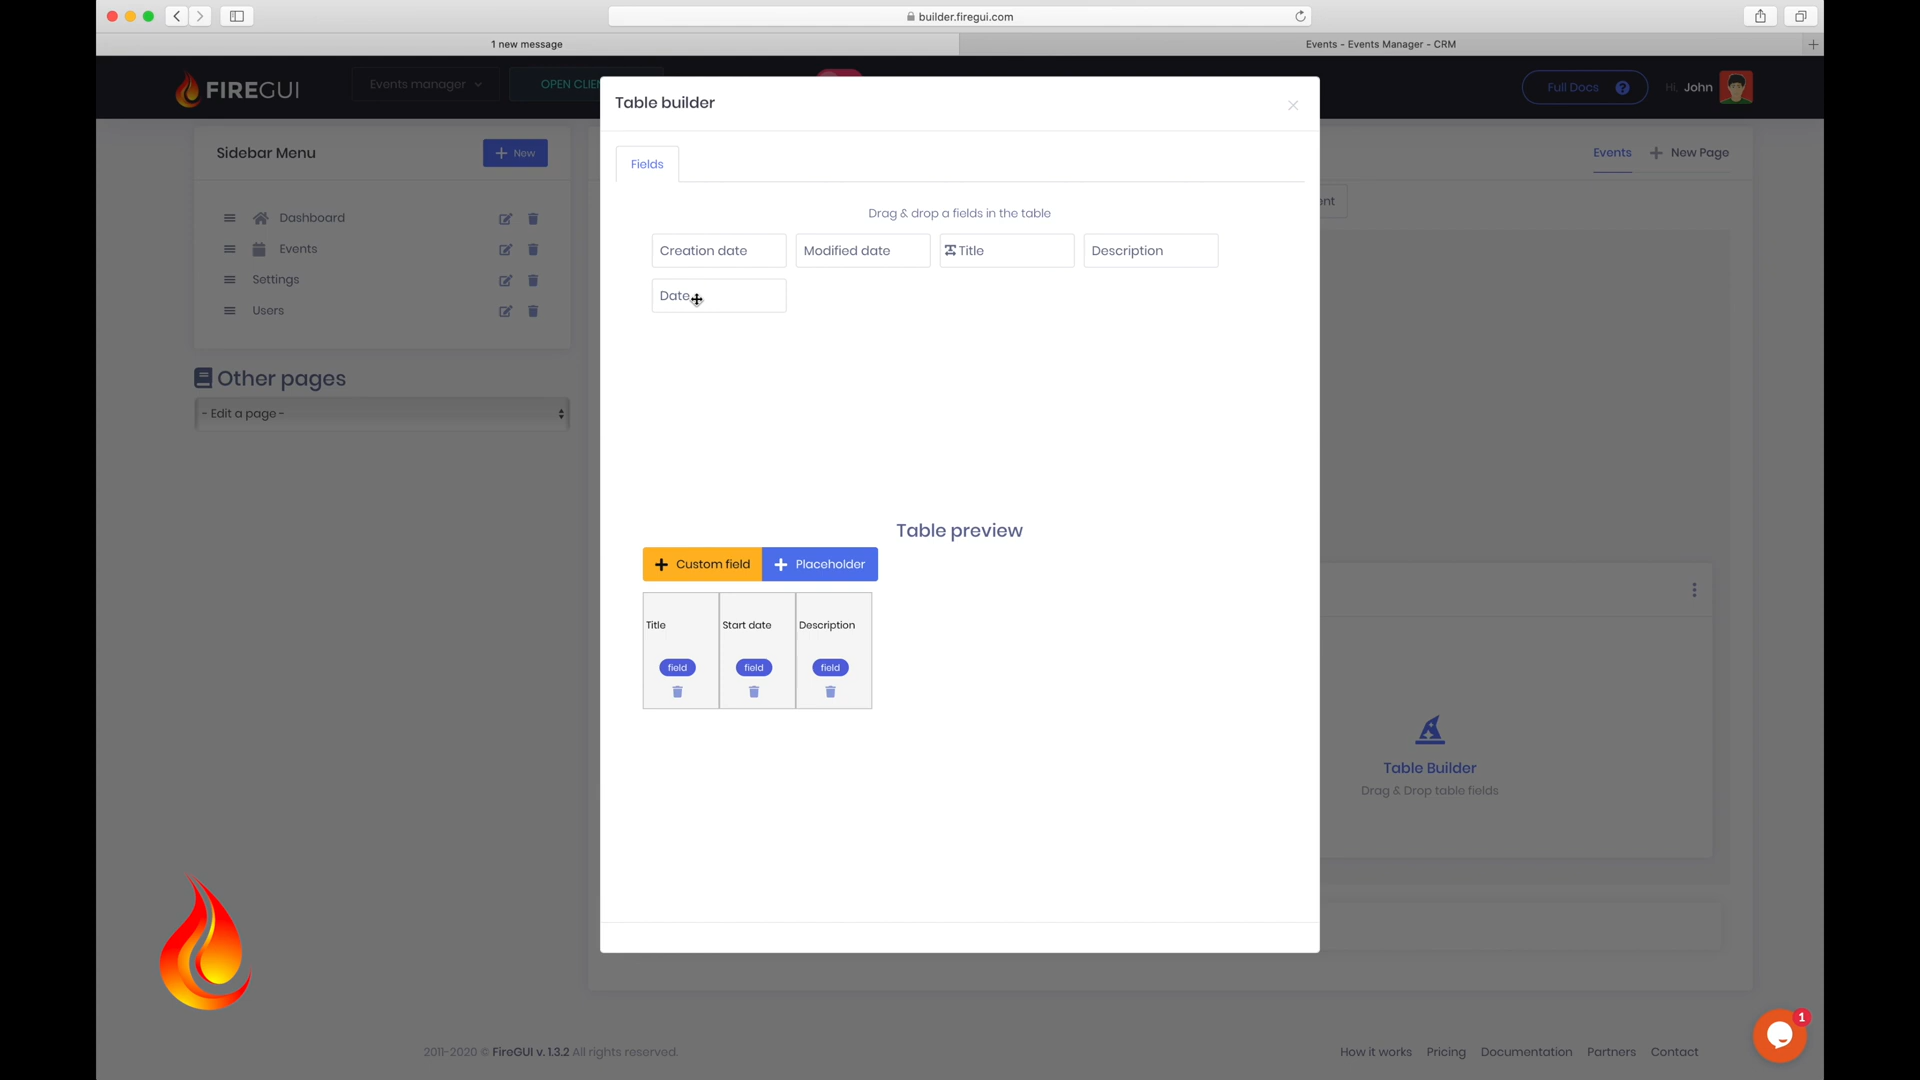 builder.firegui.com
1 new message
Events - Events Manager - CRM
FIREGUI
Events manager
OPEN CLIE
Full Docs
Hi, John
Table builder
Sidebar Menu
New
Dashboard
Events
Settings
Users
Other pages
- Edit a page -
Events
New Page
Fields
Drag & drop a fields in the table
Creation date
Modified date
Title
Description
Date
Table preview
Custom field
Placeholder
Title
Start date
Description
field
field
field
Table Builder
Drag & Drop table fields
2011-2020 © FireGUI v. 1.3.2 All rights reserved.
How it works
Pricing
Documentation
Partners
Contact
1